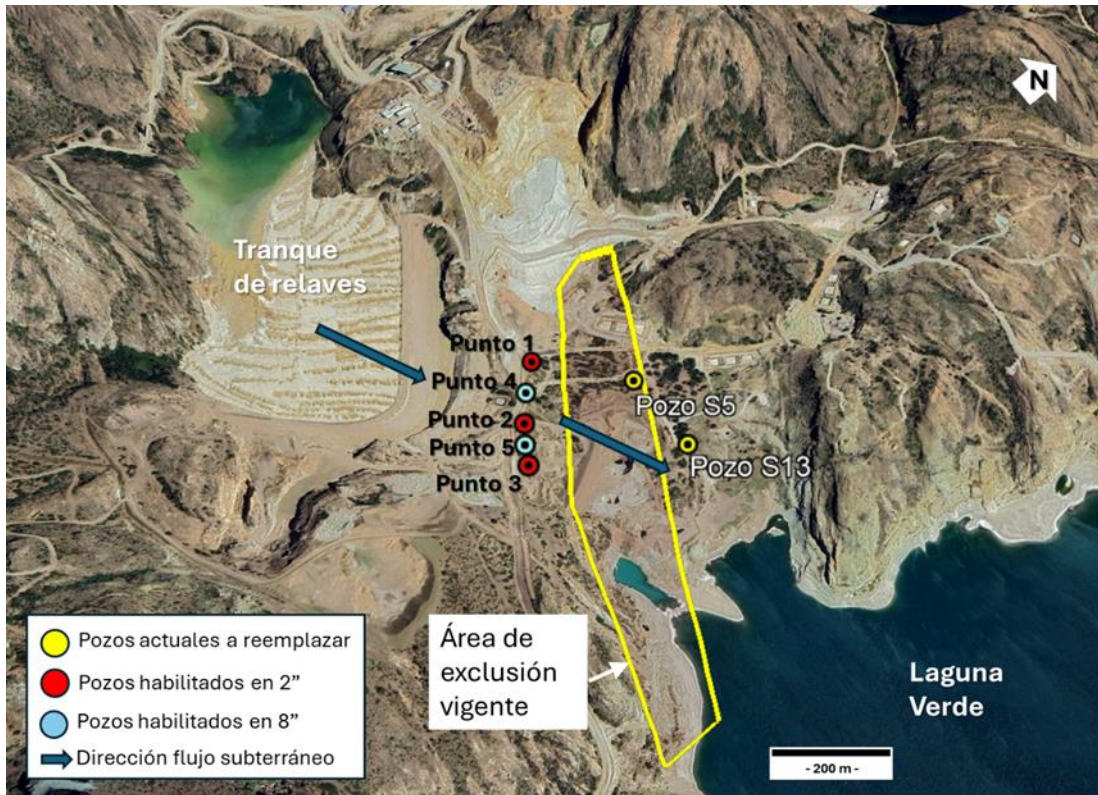 N
Tranque
de relaves
Punto 1
Punto 4
Punto 2
Punto 5
Punto 3
Pozo S5
Pozo S13
Pozos actuales a reemplazar
Pozos habilitados en 2”
Pozos habilitados en 8”
Dirección flujo subterráneo
Área de
exclusión
vigente
Laguna
Verde
- 200 m -